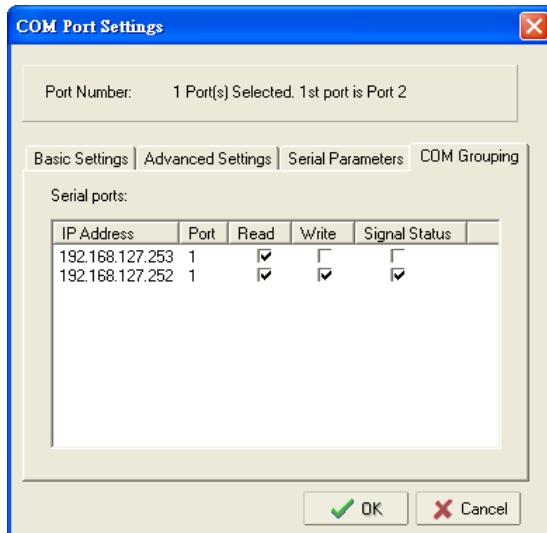 COM Port Settings
Port Number: 1 Port(s) Selected. 1st port is Port 2
Basic Settings Advanced Settings Serial Parameters COM Grouping
Serial ports:
IP Address Port Read Write Signal Status
192.168.127.253 1
192.168.127.252 1
OK Cancel